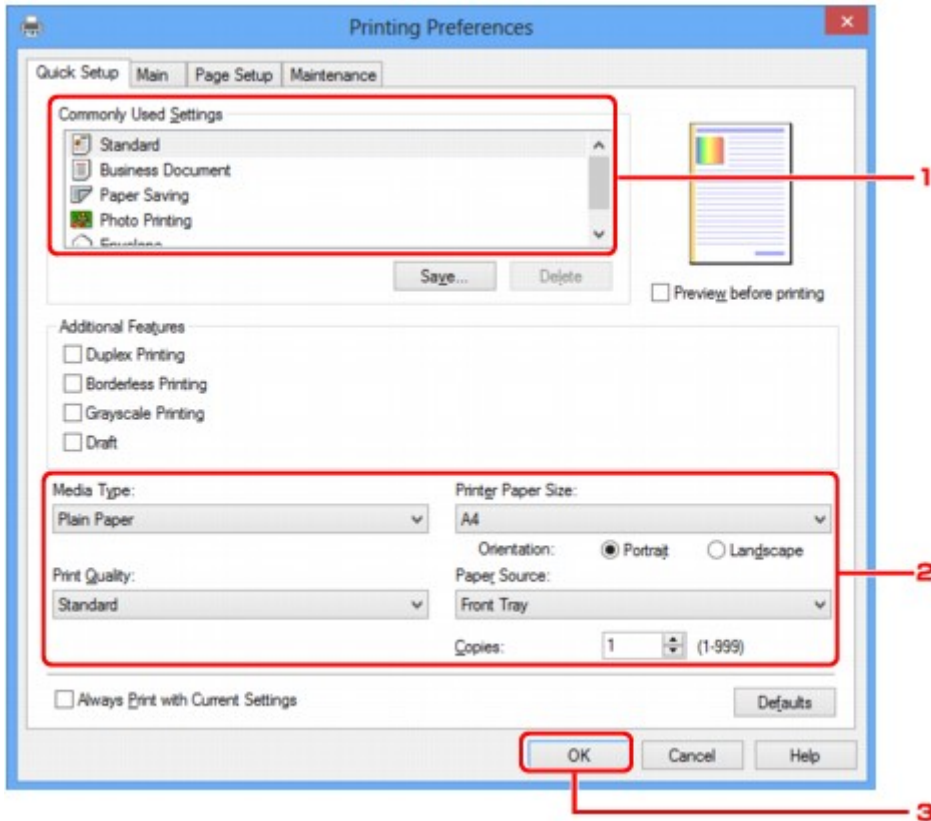 Printing Preferences
Quick Setup Main Page Setup Maintenance
Commonly Used Settings
Standard
Business Document
Paper Saving
Photo Printing
Envelope
1
Save... Delete
Preview before printing
Additional Features
Duplex Printing
Borderless Printing
Grayscale Printing
Draft
Media Type: Printer Paper Size:
Plain Paper A4
Orientation: Portrait Landscape
2
Print Quality: Paper Source:
Standard Front Tray
Copies: 1 (1-999)
Always Print with Current Settings Defaults
OK Cancel Help
3